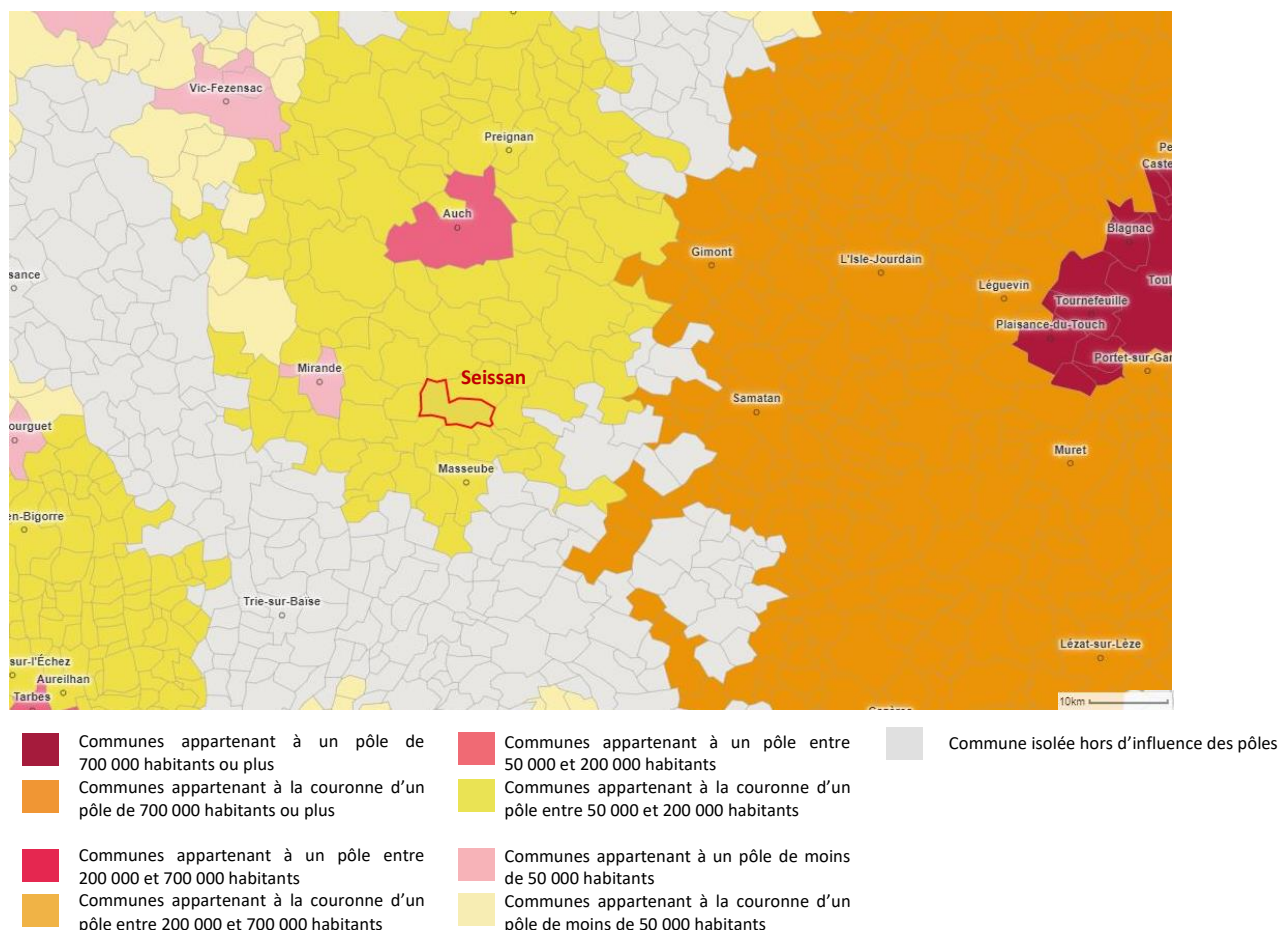 Vic-Fezensac
Preignan
Pe
Caste
Auch
Blagnac
Gimont
L'Isle-Jourdain
sance
Toul
Léguevin
Tournefeuille
Plaisance-du-Touch
Portet-sur-Gar
Mirande
Seissan
Samatan
ourguet
Muret
Masseube
en-Bigorre
Trie-sur-Baïse
Lézat-sur-Lèze
sur-l'Échez
Aureilhan
Tarbes
10km
Communes appartenant à un pôle de
700 000 habitants ou plus
Communes appartenant à la couronne d'un
pôle de 700 000 habitants ou plus
Communes appartenant à un pôle entre
200 000 et 700 000 habitants
Communes appartenant à la couronne d'un
pôle entre 200 000 et 700 000 habitants
Communes appartenant à un pôle entre
50 000 et 200 000 habitants
Communes appartenant à la couronne d'un
pôle entre 50 000 et 200 000 habitants
Communes appartenant à un pôle de moins
de 50 000 habitants
Communes appartenant à la couronne d'un
pôle de moins de 50 000 habitants
Commune isolée hors d'influence des pôles